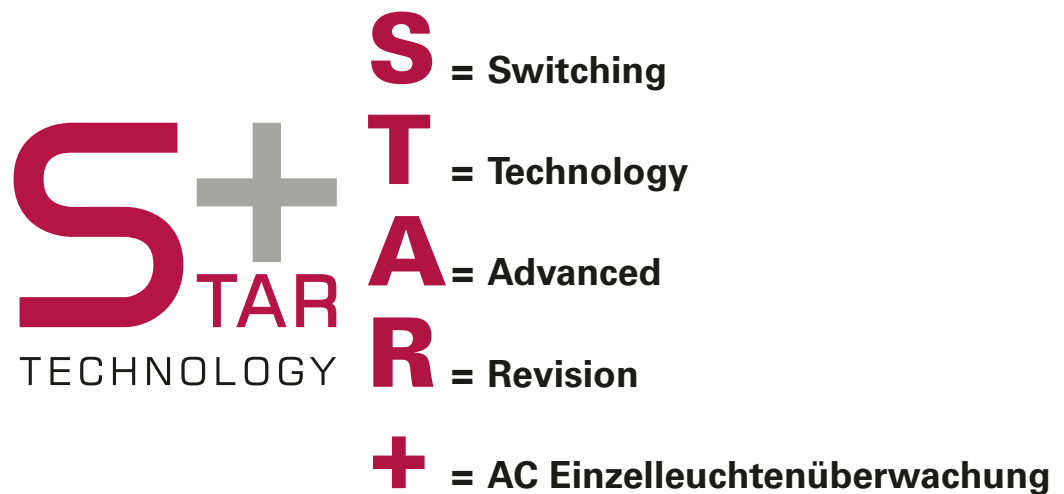 S+TAR
TECHNOLOGY
S = Switching
T = Technology
A = Advanced
R = Revision
+ = AC Einzelleuchtenüberwachung